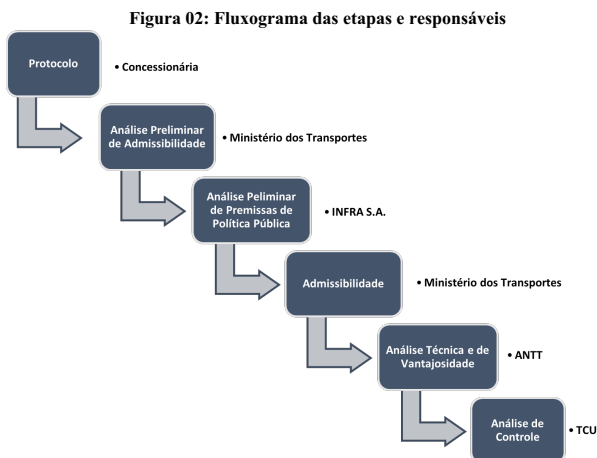 Figura 02: Fluxograma das etapas e responsáveis
Protocolo
• Concessionária
Análise Preliminar
de Admissibilidade
• Ministério dos Transportes
Análise Peliminar
de Premissas de
Política Pública
• INFRA S.A.
Admissibilidade
• Ministério dos Transportes
Análise Técnica e de
Vantajosidade
• ANTT
Análise de
Controle
• TCU